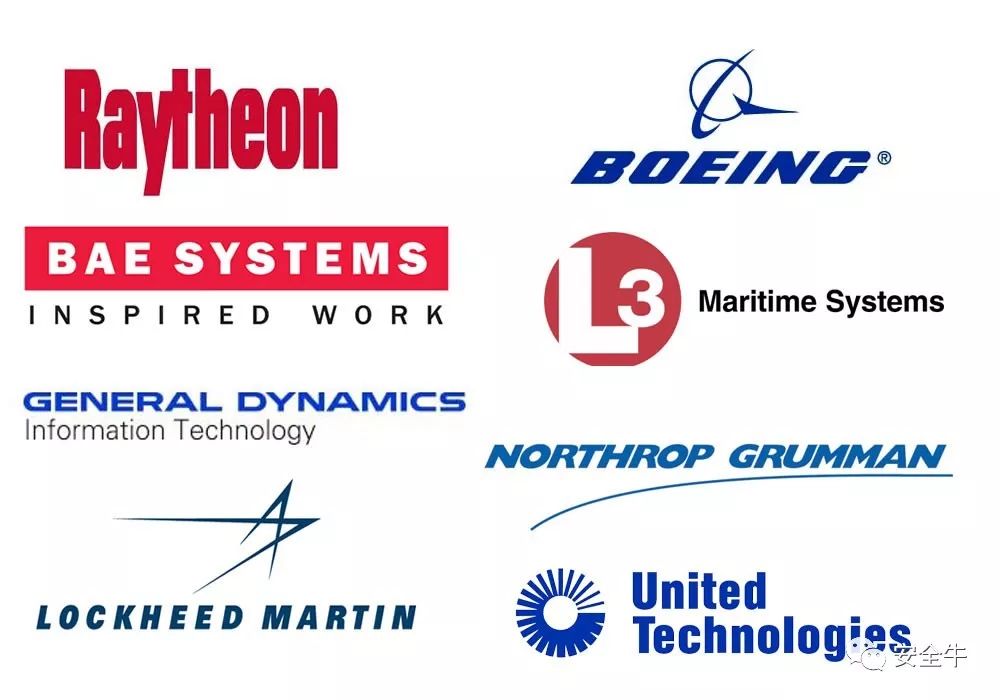 Raytheon
BOEING®
BAE SYSTEMS
INSPIRED WORK
L3 Maritime Systems
GENERAL DYNAMICS
Information Technology
NORTHROP GRUMMAN
LOCKHEED MARTIN
United
Technologies
安全牛